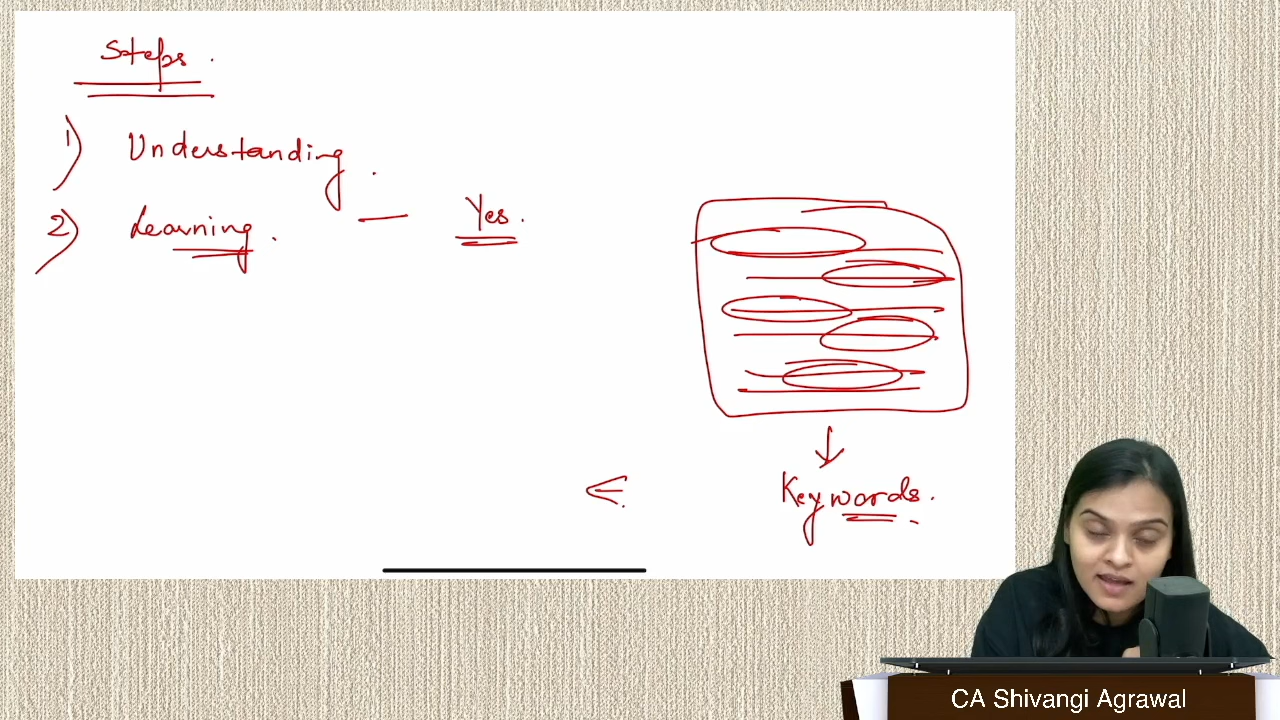 Steps.
1) Understanding.
2) Learning. — Yes.
Keywords.
CA Shivangi Agrawal